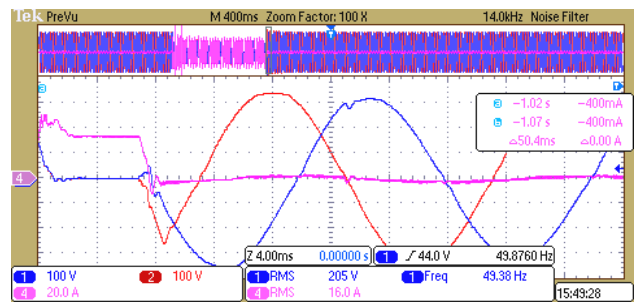 Tek PreVu M 400ms Zoom Factor: 100 X 14.0kHz Noise Filter
a -1.02 s -400mA
b -1.07 s -400mA
△50.4ms △0.00 A
4
Z 4.00ms 0.00000 s 1 44.0 V 49.8760 Hz
1 100 V 2 100 V 1 RMS 205 V 1 Freq 49.38 Hz
4 20.0 A 4 RMS 16.0 A 15:49:28